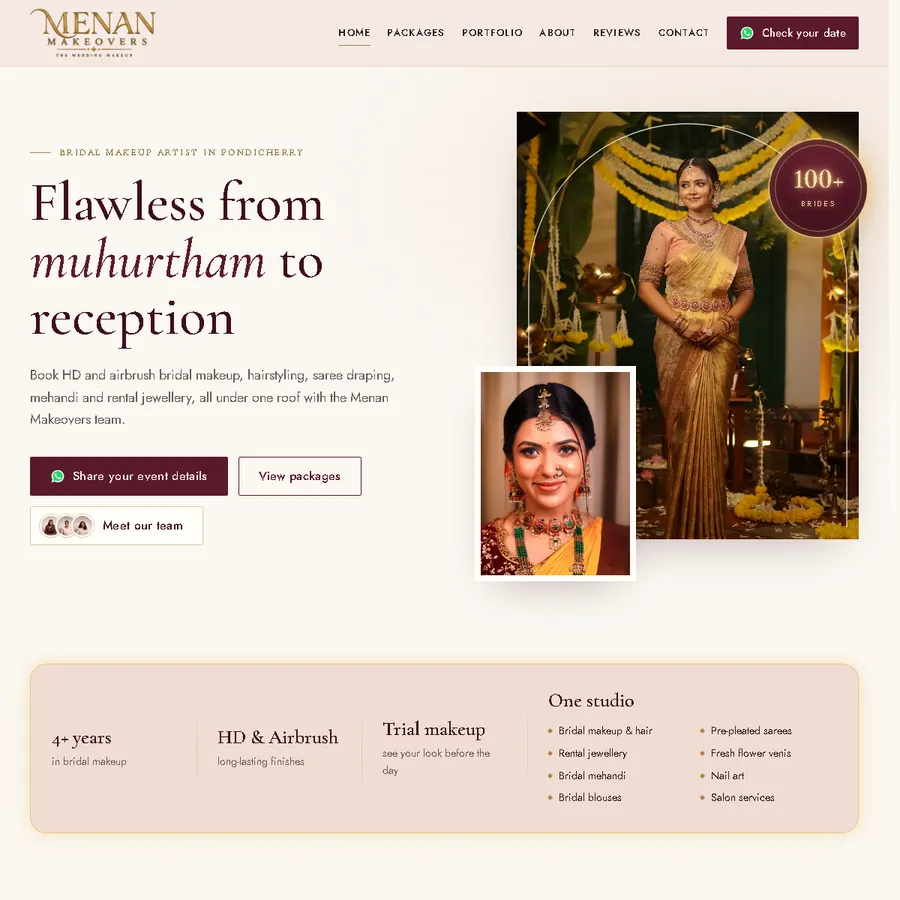 MENAN
MAKEOVERS
THE WEDDING MAKEUP
HOME
PACKAGES
PORTFOLIO
ABOUT
REVIEWS
CONTACT
Check your date
BRIDAL MAKEUP ARTIST IN PONDICHERRY
Flawless from
muhurtham to
reception
Book HD and airbrush bridal makeup, hairstyling, saree draping,
mehandi and rental jewellery, all under one roof with the Menan
Makeovers team.
Share your event details
View packages
Meet our team
100+
BRIDES
4+ years
in bridal makeup
HD & Airbrush
long-lasting finishes
Trial makeup
see your look before the
day
One studio
Bridal makeup & hair
Rental jewellery
Bridal mehandi
Bridal blouses
Pre-pleated sarees
Fresh flower venis
Nail art
Salon services